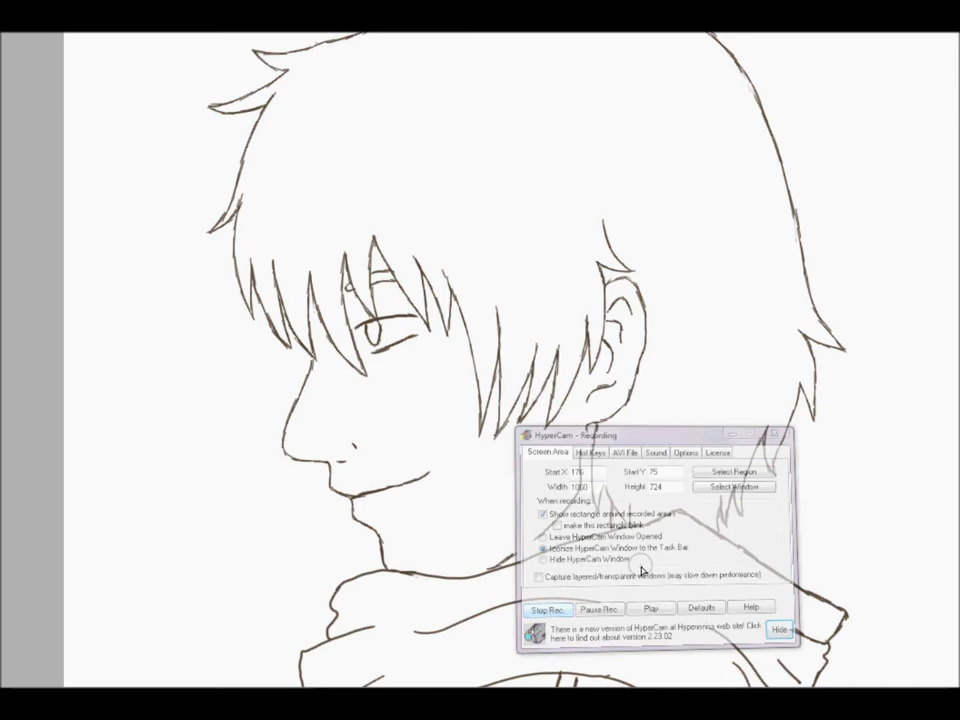 HyperCam - Recording
Screen Area Hot Keys AVI File Sound Options License
Start X: 176 Start Y: 75 Select Region
Width: 1060 Height: 724 Select Window
When recording:
Show rectangle around recorded area
make this rectangle blink
Leave HyperCam Window Opened
Iconize HyperCam Window to the Task Bar
Hide HyperCam Window
Capture layered/transparent windows (may slow down performance)
Stop Rec. Pause Rec. Play Defaults Help
There is a new version of HyperCam at Hyperionics web site! Click
here to find out about version 2.23.02
Hide